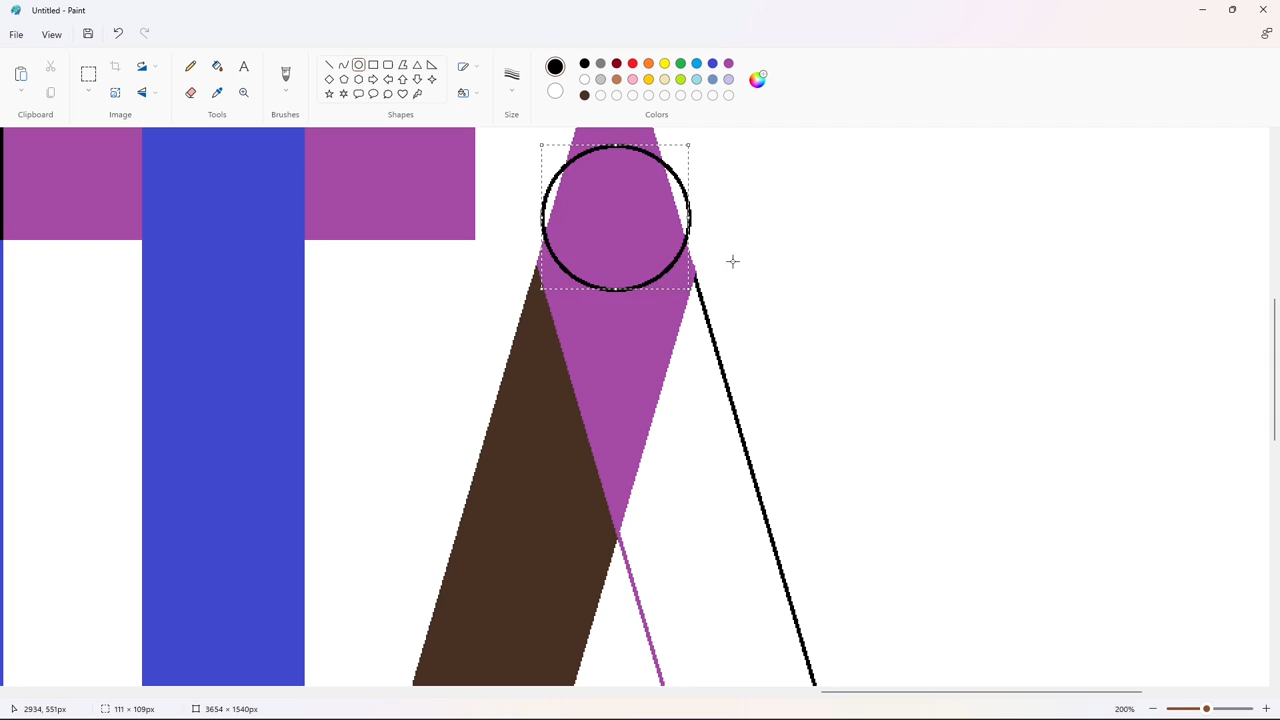 Untitled - Paint
File View
Clipboard Image Tools Brushes Shapes Size Colors
2934, 551px 111 × 109px 3654 × 1540px 200%